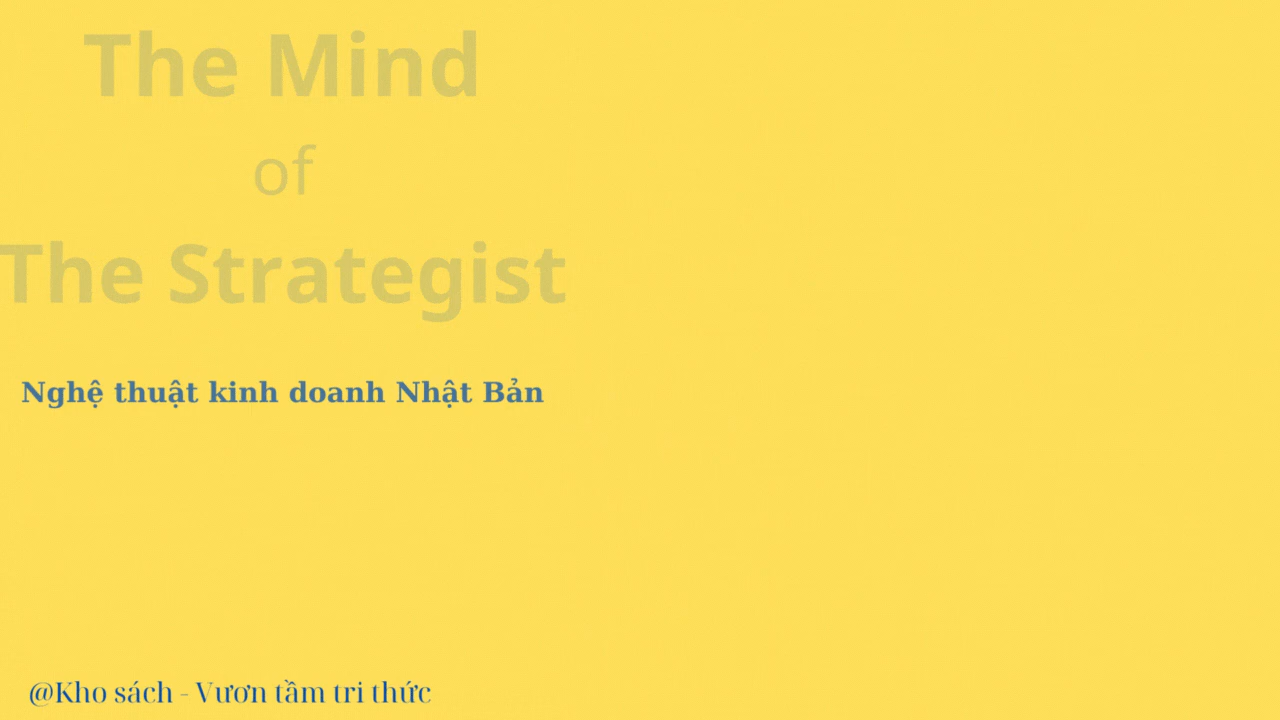 The Mind
of
The Strategist
Nghệ thuật kinh doanh Nhật Bản
@Kho sách - Vươn tầm tri thức